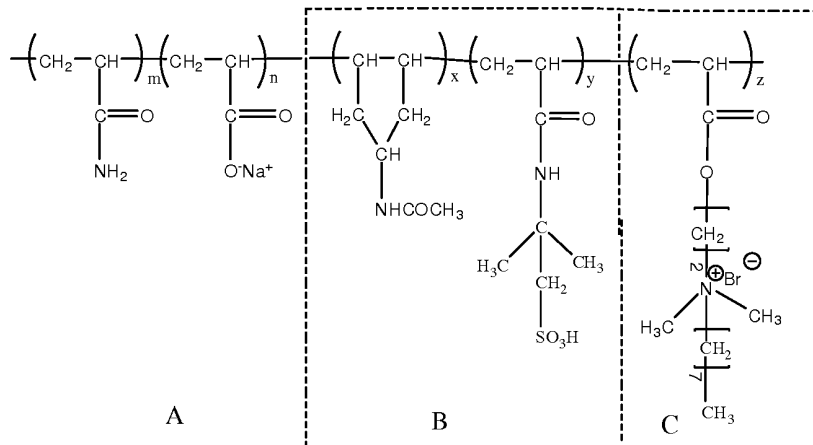 CH₂ CH m CH₂ CH n CH CH x CH₂ CH y CH₂ CH z
C O C O H₂C CH₂ C O C O
NH₂ O⁻Na⁺ CH NH O
NHCOCH₃ C CH₂
H₃C CH₃ 2
CH₂ N ⊕ Br ⊖
H₃C CH₃
SO₃H CH₂
7
CH₃
A B C